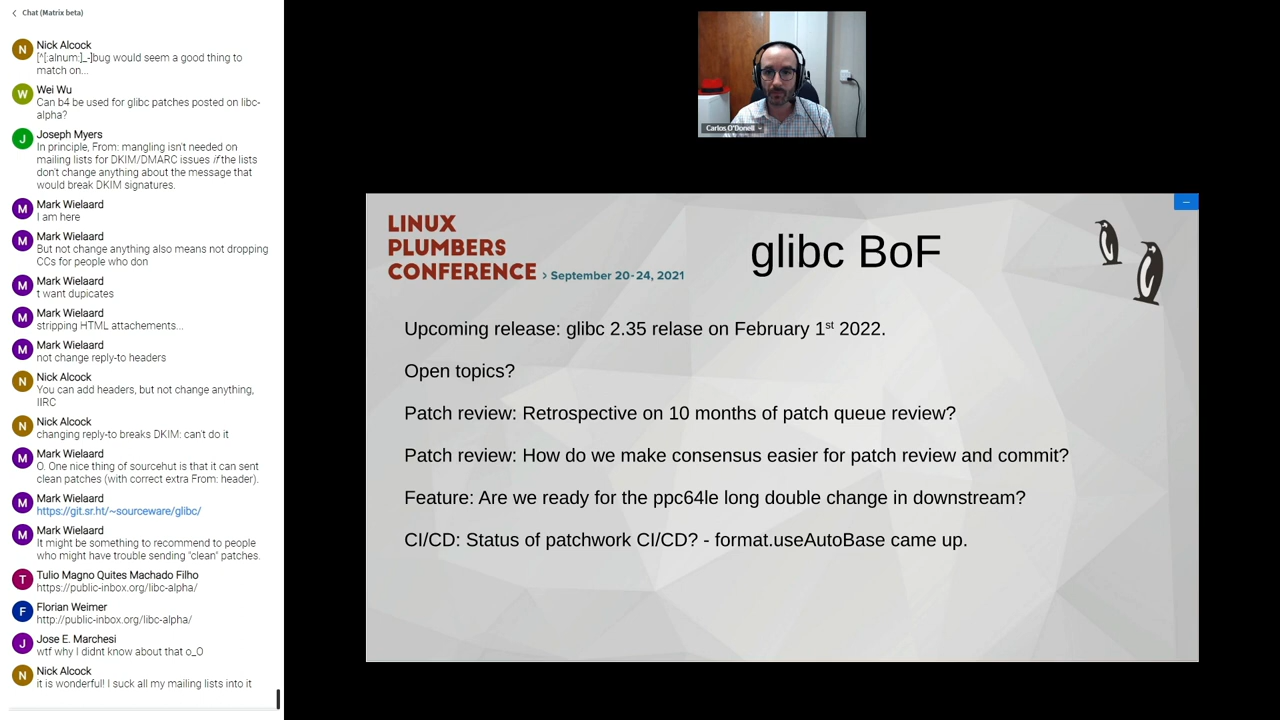 Chat (Matrix beta)
N
Nick Alcock
[^[:alnum:]_-]bug would seem a good thing to
match on...
W
Wei Wu
Can b4 be used for glibc patches posted on libc-
alpha?
J
Joseph Myers
In principle, From: mangling isn't needed on
mailing lists for DKIM/DMARC issues if the lists
don't change anything about the message that
would break DKIM signatures.
M
Mark Wielaard
I am here
M
Mark Wielaard
But not change anything also means not dropping
CCs for people who don
M
Mark Wielaard
t want dupicates
M
Mark Wielaard
stripping HTML attachements...
M
Mark Wielaard
not change reply-to headers
N
Nick Alcock
You can add headers, but not change anything,
IIRC
N
Nick Alcock
changing reply-to breaks DKIM: can't do it
M
Mark Wielaard
O. One nice thing of sourcehut is that it can sent
clean patches (with correct extra From: header).
M
Mark Wielaard
https://git.sr.ht/~sourceware/glibc/
M
Mark Wielaard
It might be something to recommend to people
who might have trouble sending "clean" patches.
T
Tulio Magno Quites Machado Filho
https://public-inbox.org/libc-alpha/
F
Florian Weimer
http://public-inbox.org/libc-alpha/
J
Jose E. Marchesi
wtf why I didnt know about that o_O
N
Nick Alcock
it is wonderful! I suck all my mailing lists into it
Carlos O'Donell
LINUX
PLUMBERS
CONFERENCE > September 20-24, 2021
glibc BoF
Upcoming release: glibc 2.35 relase on February 1st 2022.
Open topics?
Patch review: Retrospective on 10 months of patch queue review?
Patch review: How do we make consensus easier for patch review and commit?
Feature: Are we ready for the ppc64le long double change in downstream?
CI/CD: Status of patchwork CI/CD? - format.useAutoBase came up.